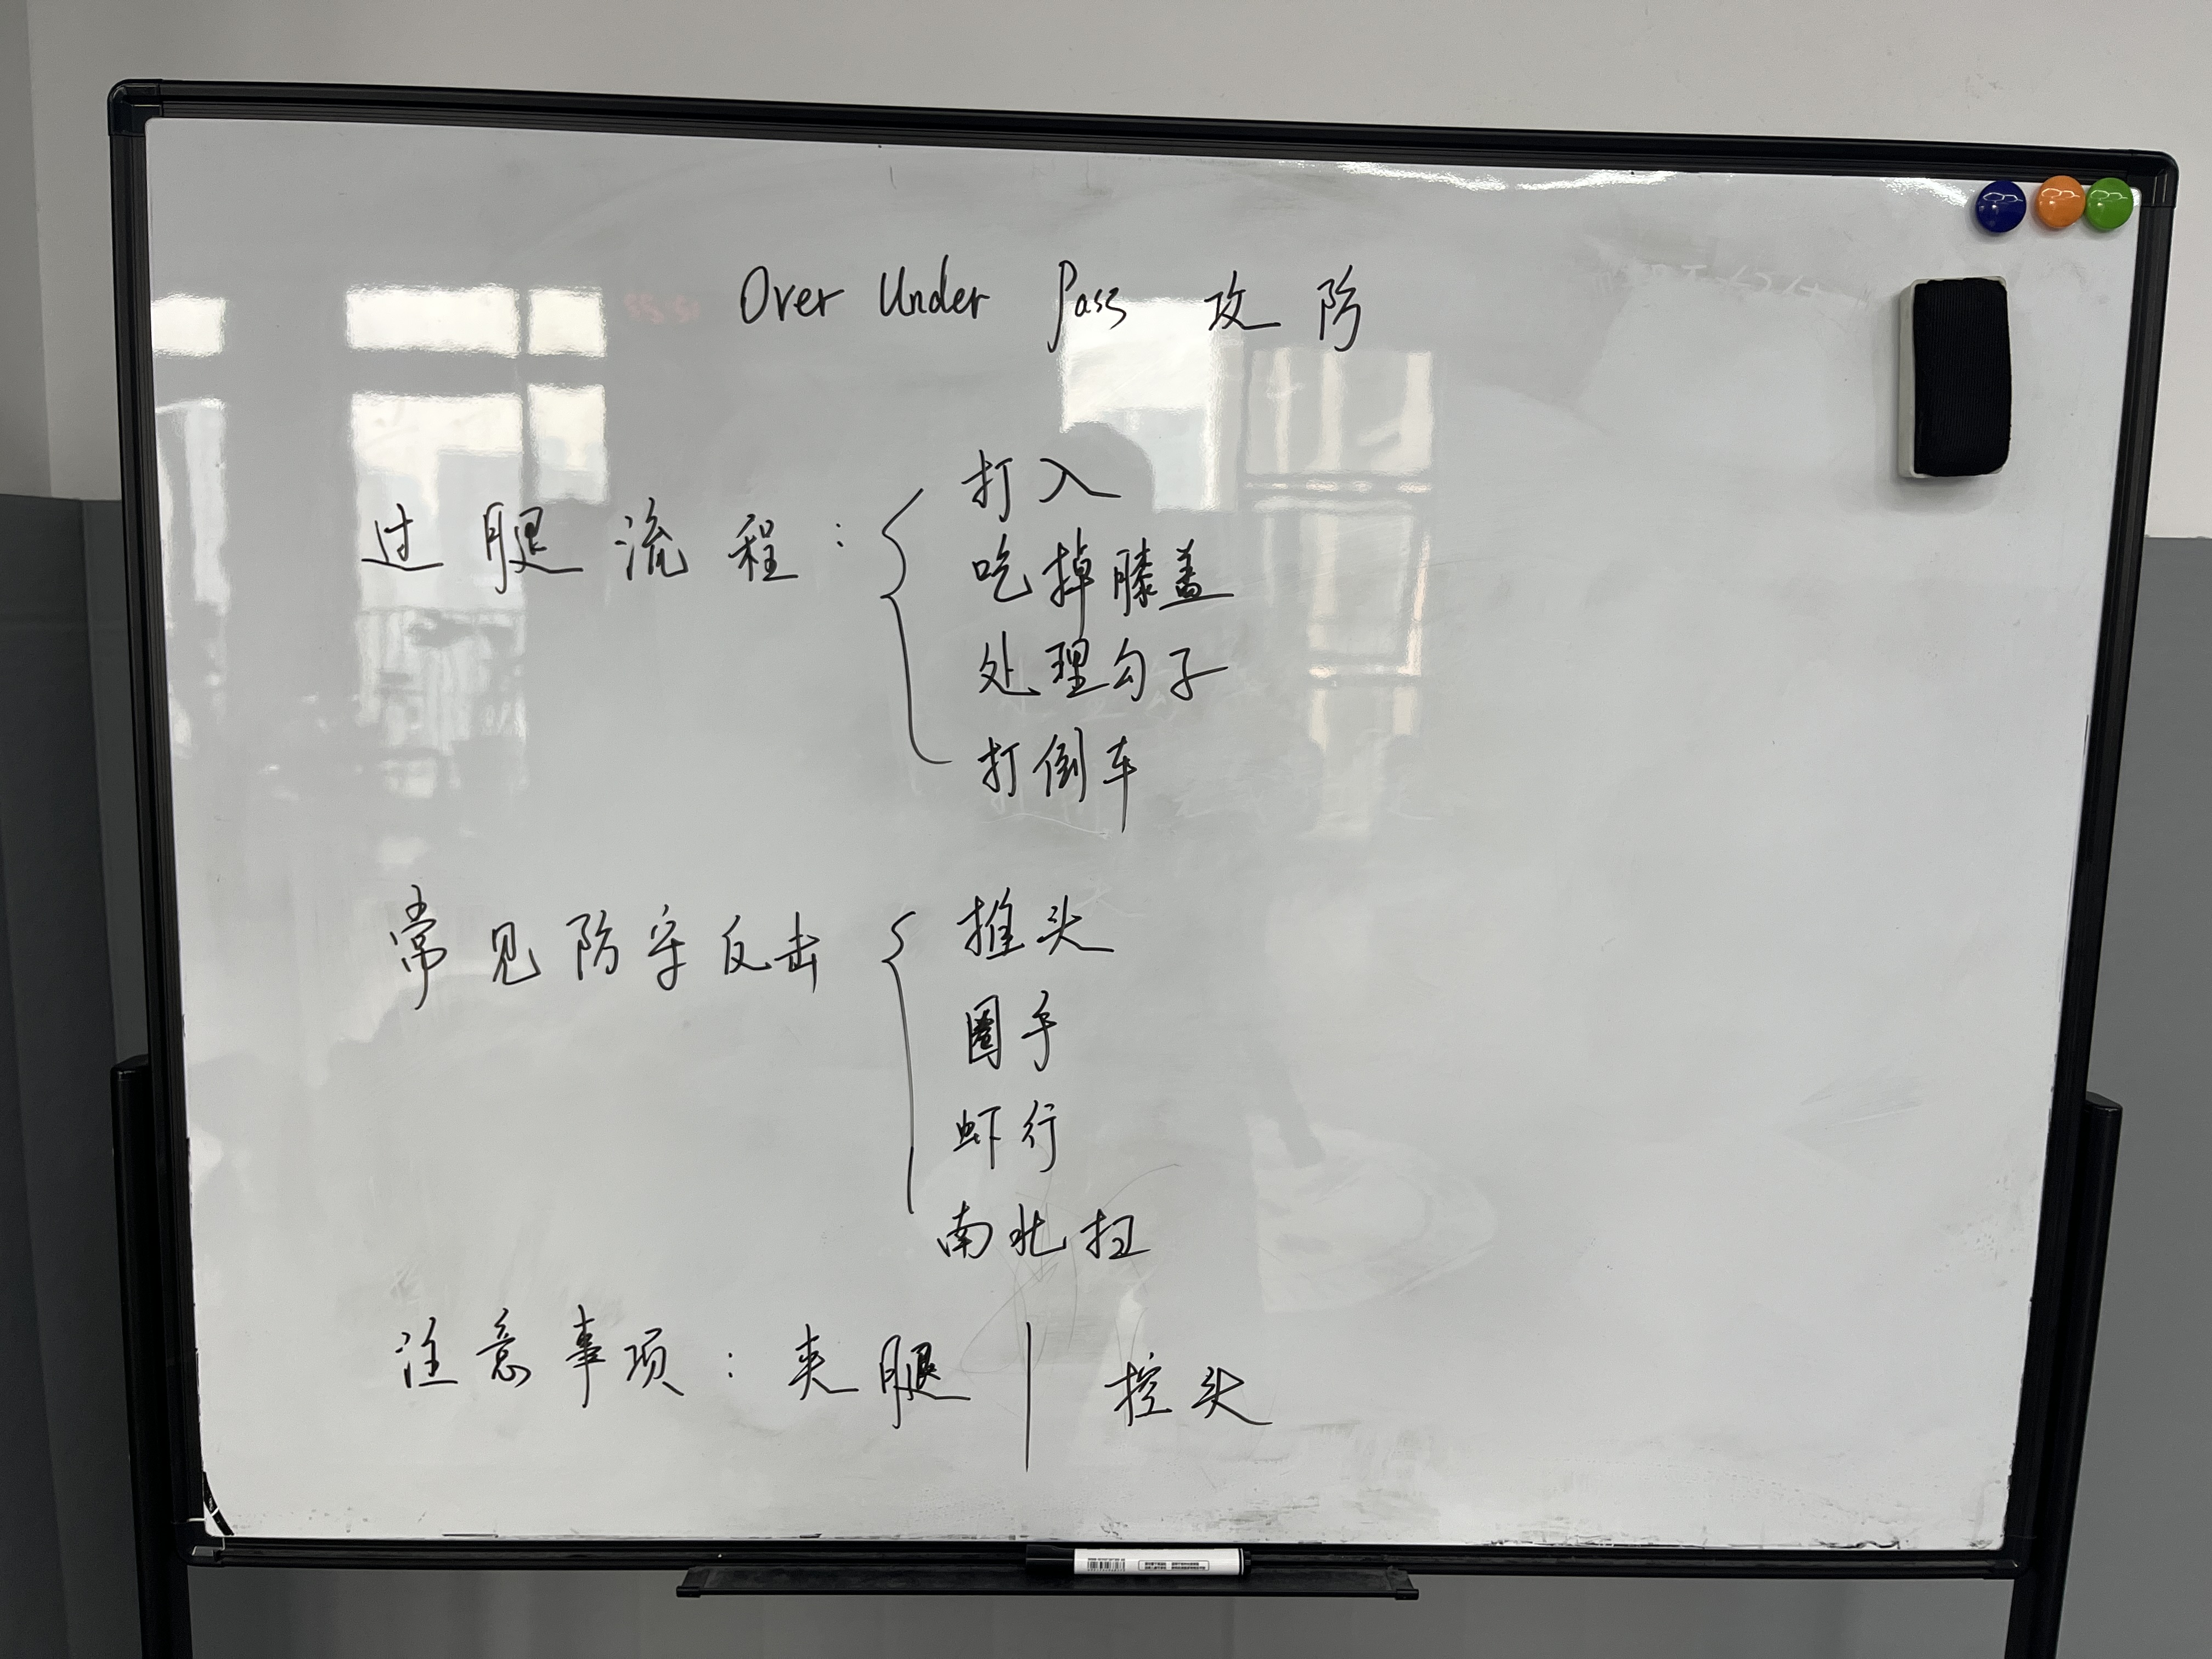 Over Under Pass 攻防
过腿流程：
打入
吃掉膝盖
处理勾子
打倒车
常见防守反击
推头
圈手
虾行
南北扫
注意事项：夹腿 | 控头